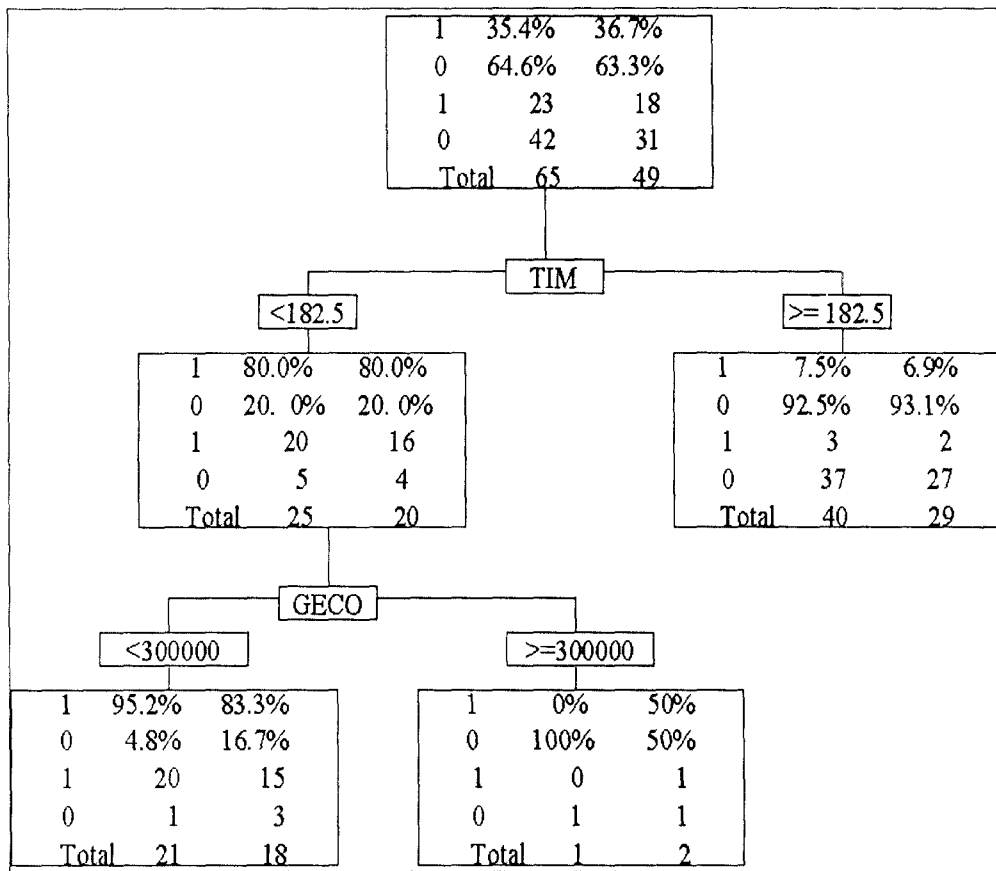 1 35.4% 36.7%
0 64.6% 63.3%
1 23 18
0 42 31
Total 65 49
TIM
<182.5
>= 182.5
1 80.0% 80.0%
0 20. 0% 20. 0%
1 20 16
0 5 4
Total 25 20
1 7.5% 6.9%
0 92.5% 93.1%
1 3 2
0 37 27
Total 40 29
GECO
<300000
>=300000
1 95.2% 83.3%
0 4.8% 16.7%
1 20 15
0 1 3
Total 21 18
1 0% 50%
0 100% 50%
1 0 1
0 1 1
Total 1 2